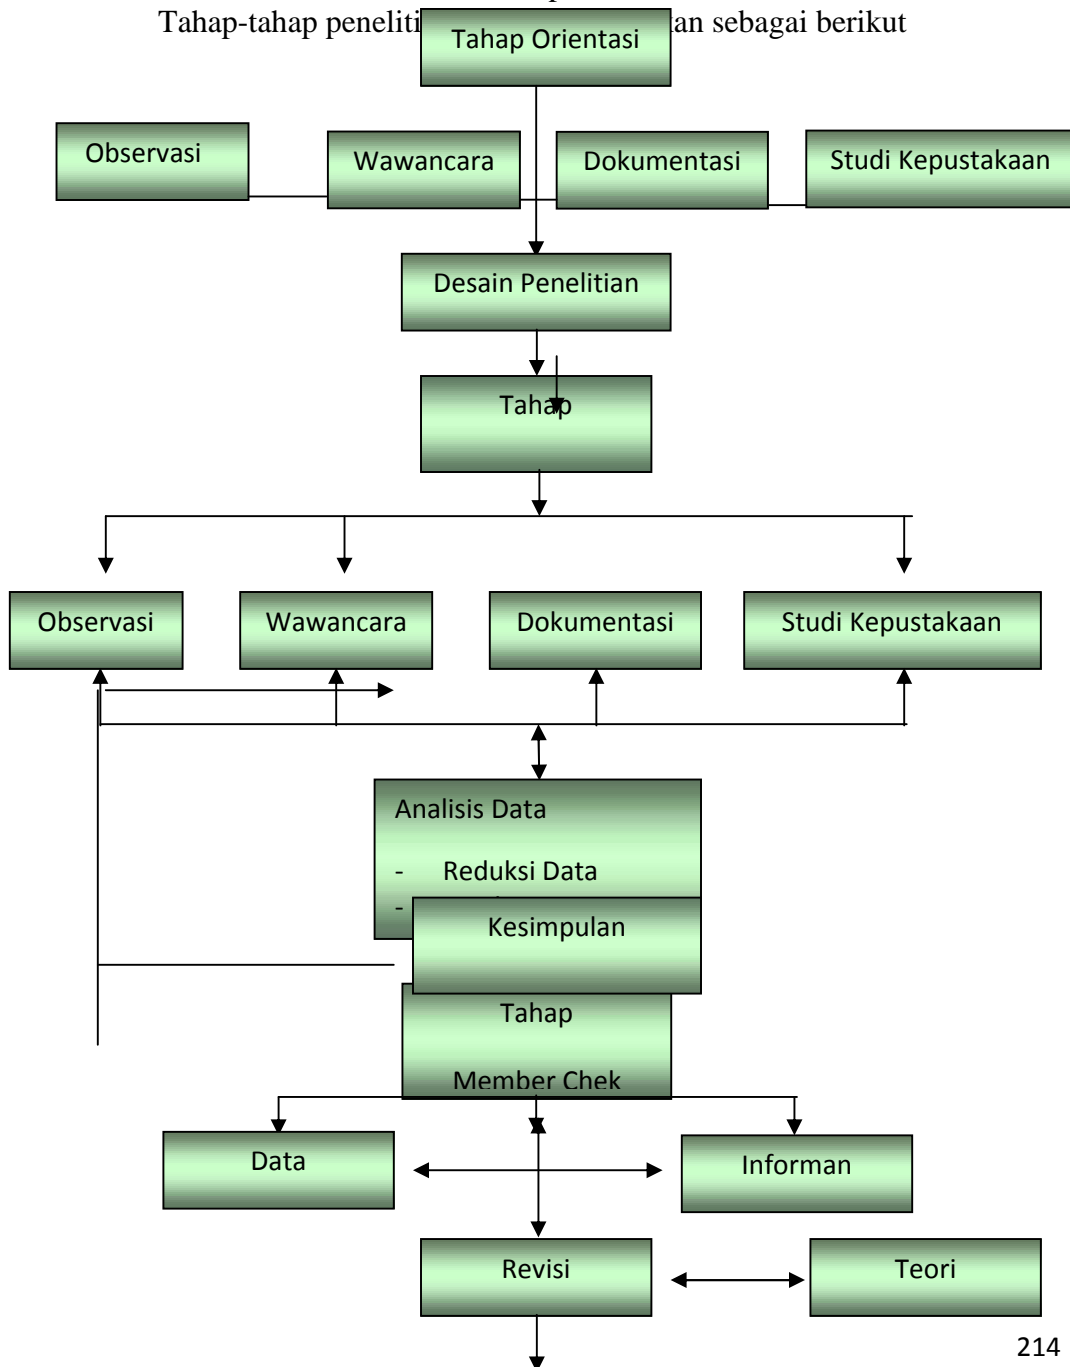 Tahap-tahap peneliti an sebagai berikut
Tahap Orientasi
Observasi
Wawancara
Dokumentasi
Studi Kepustakaan
Desain Penelitian
Tahap
Observasi
Wawancara
Dokumentasi
Studi Kepustakaan
Analisis Data
- Reduksi Data
-
Kesimpulan
Tahap
Member Chek
Data
Informan
Revisi
Teori
214